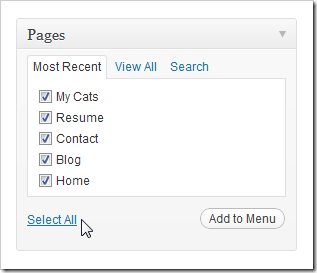 Pages
Most Recent View All Search
My Cats
Resume
Contact
Blog
Home
Select All Add to Menu